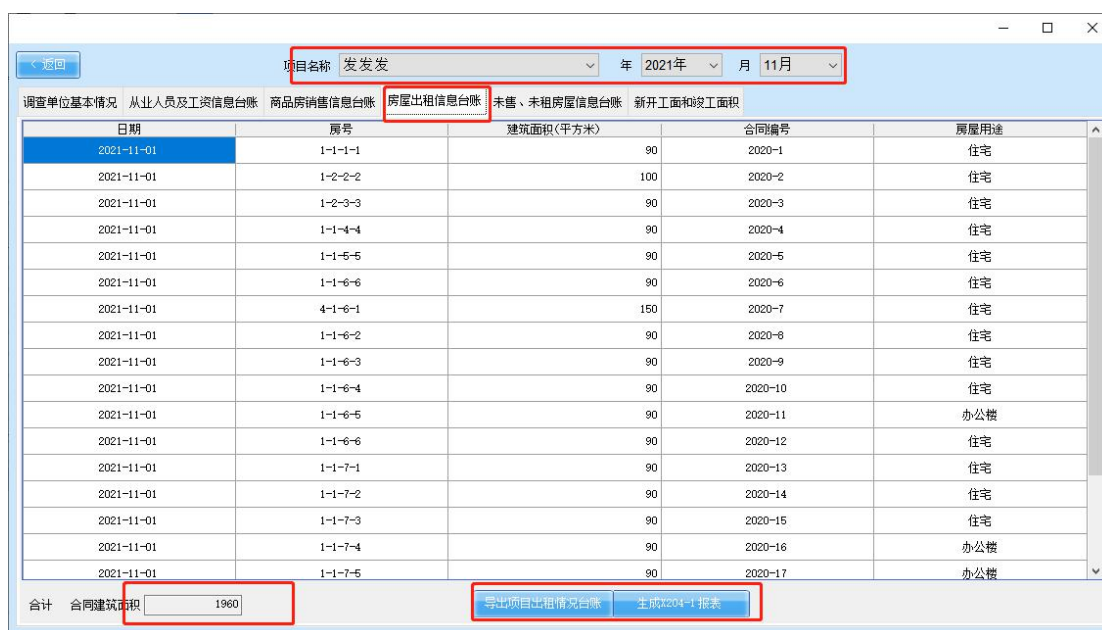 < 返回 项目名称 发发发 年 2021年 月 11月
调查单位基本情况 从业人员及工资信息台账 商品房销售信息台账 房屋出租信息台账 未售、未租房屋信息台账 新开工面和竣工面积
日期 房号 建筑面积(平方米) 合同编号 房屋用途
2021-11-01 1-1-1-1 90 2020-1 住宅
2021-11-01 1-2-2-2 100 2020-2 住宅
2021-11-01 1-2-3-3 90 2020-3 住宅
2021-11-01 1-1-4-4 90 2020-4 住宅
2021-11-01 1-1-5-5 90 2020-5 住宅
2021-11-01 1-1-6-6 90 2020-6 住宅
2021-11-01 4-1-6-1 150 2020-7 住宅
2021-11-01 1-1-6-2 90 2020-8 住宅
2021-11-01 1-1-6-3 90 2020-9 住宅
2021-11-01 1-1-6-4 90 2020-10 住宅
2021-11-01 1-1-6-5 90 2020-11 办公楼
2021-11-01 1-1-6-6 90 2020-12 住宅
2021-11-01 1-1-7-1 90 2020-13 住宅
2021-11-01 1-1-7-2 90 2020-14 住宅
2021-11-01 1-1-7-3 90 2020-15 住宅
2021-11-01 1-1-7-4 90 2020-16 办公楼
2021-11-01 1-1-7-5 90 2020-17 办公楼
合计 合同建筑面积 1960 导出项目出租情况台账 生成X204-1 报表